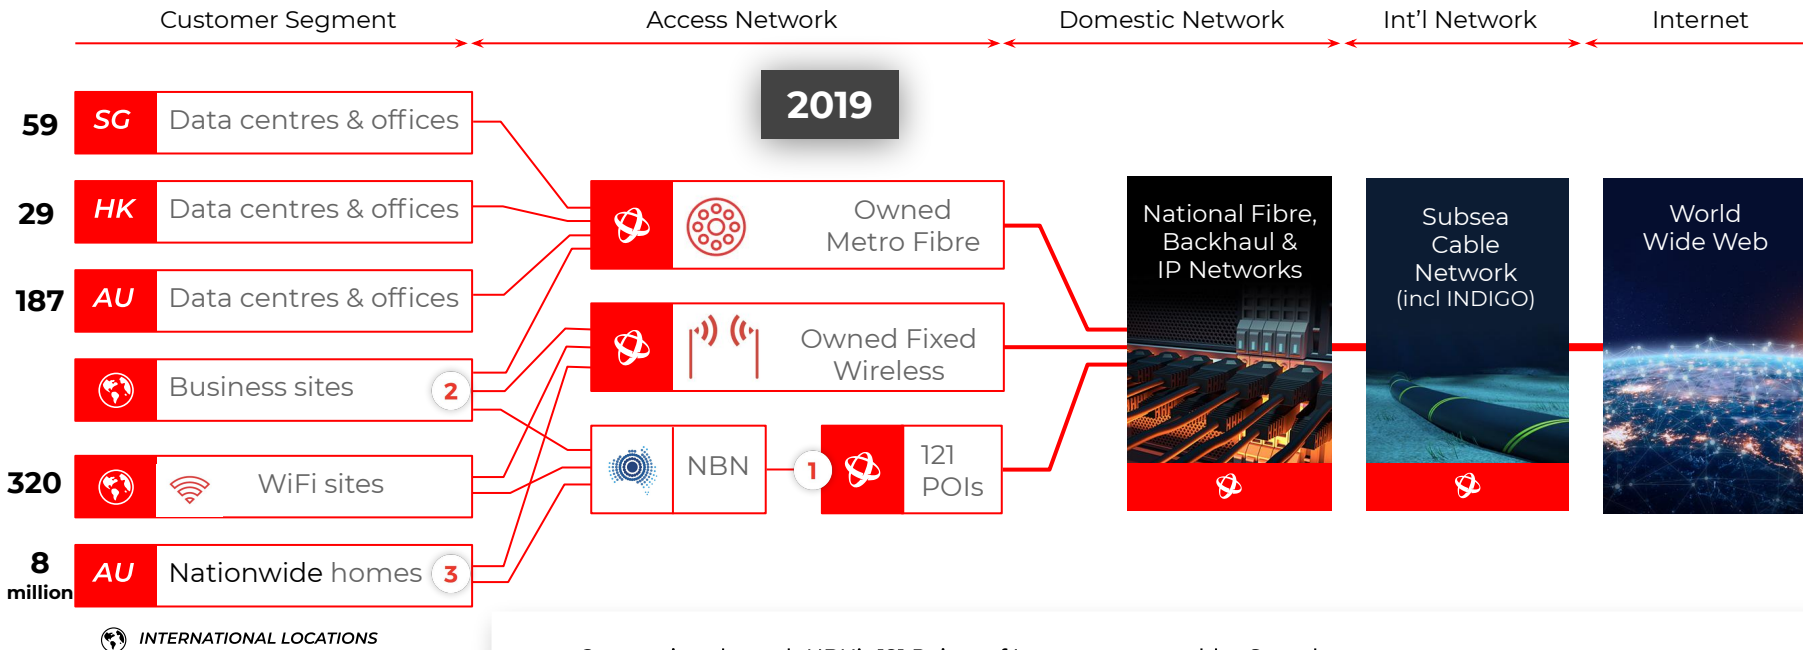 Customer Segment
Access Network
Domestic Network
Int'l Network
Internet
2019
59
SG
Data centres & offices
29
HK
Data centres & offices
187
AU
Data centres & offices
Business sites
2
320
WiFi sites
8
million
AU
Nationwide homes
3
INTERNATIONAL LOCATIONS
Owned
Metro Fibre
Owned Fixed
Wireless
NBN
1
121
POIs
National Fibre,
Backhaul &
IP Networks
Subsea
Cable
Network
(incl INDIGO)
World
Wide Web